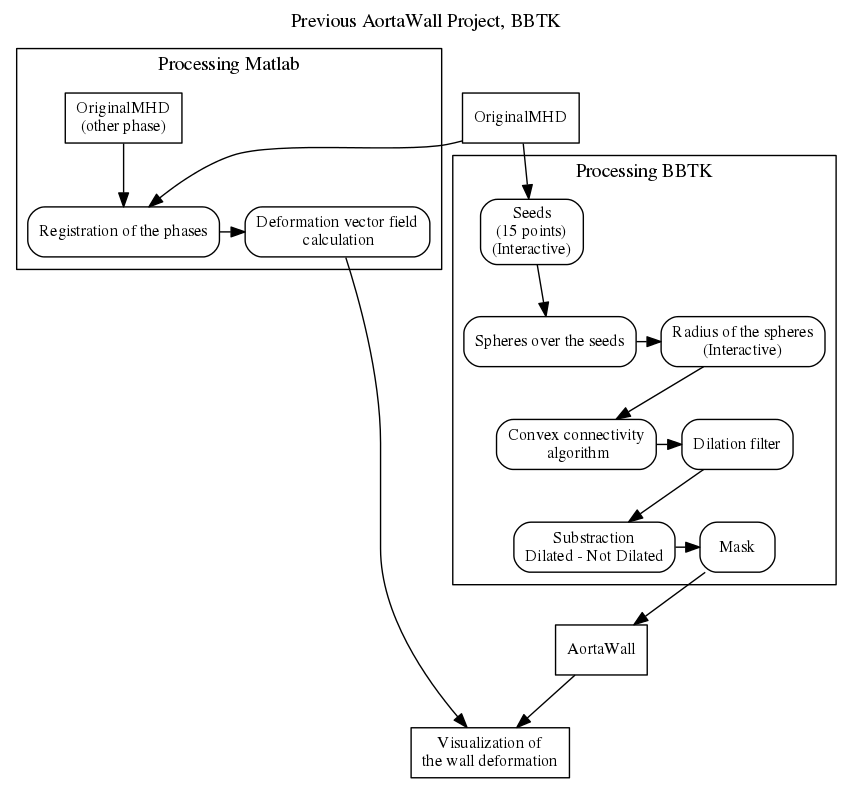 Previous AortaWall Project, BBTK
Processing Matlab
OriginalMHD
(other phase)
OriginalMHD
Processing BBTK
Registration of the phases
Deformation vector field
calculation
Seeds
(15 points)
(Interactive)
Spheres over the seeds
Radius of the spheres
(Interactive)
Convex connectivity
algorithm
Dilation filter
Substraction
Dilated - Not Dilated
Mask
AortaWall
Visualization of
the wall deformation